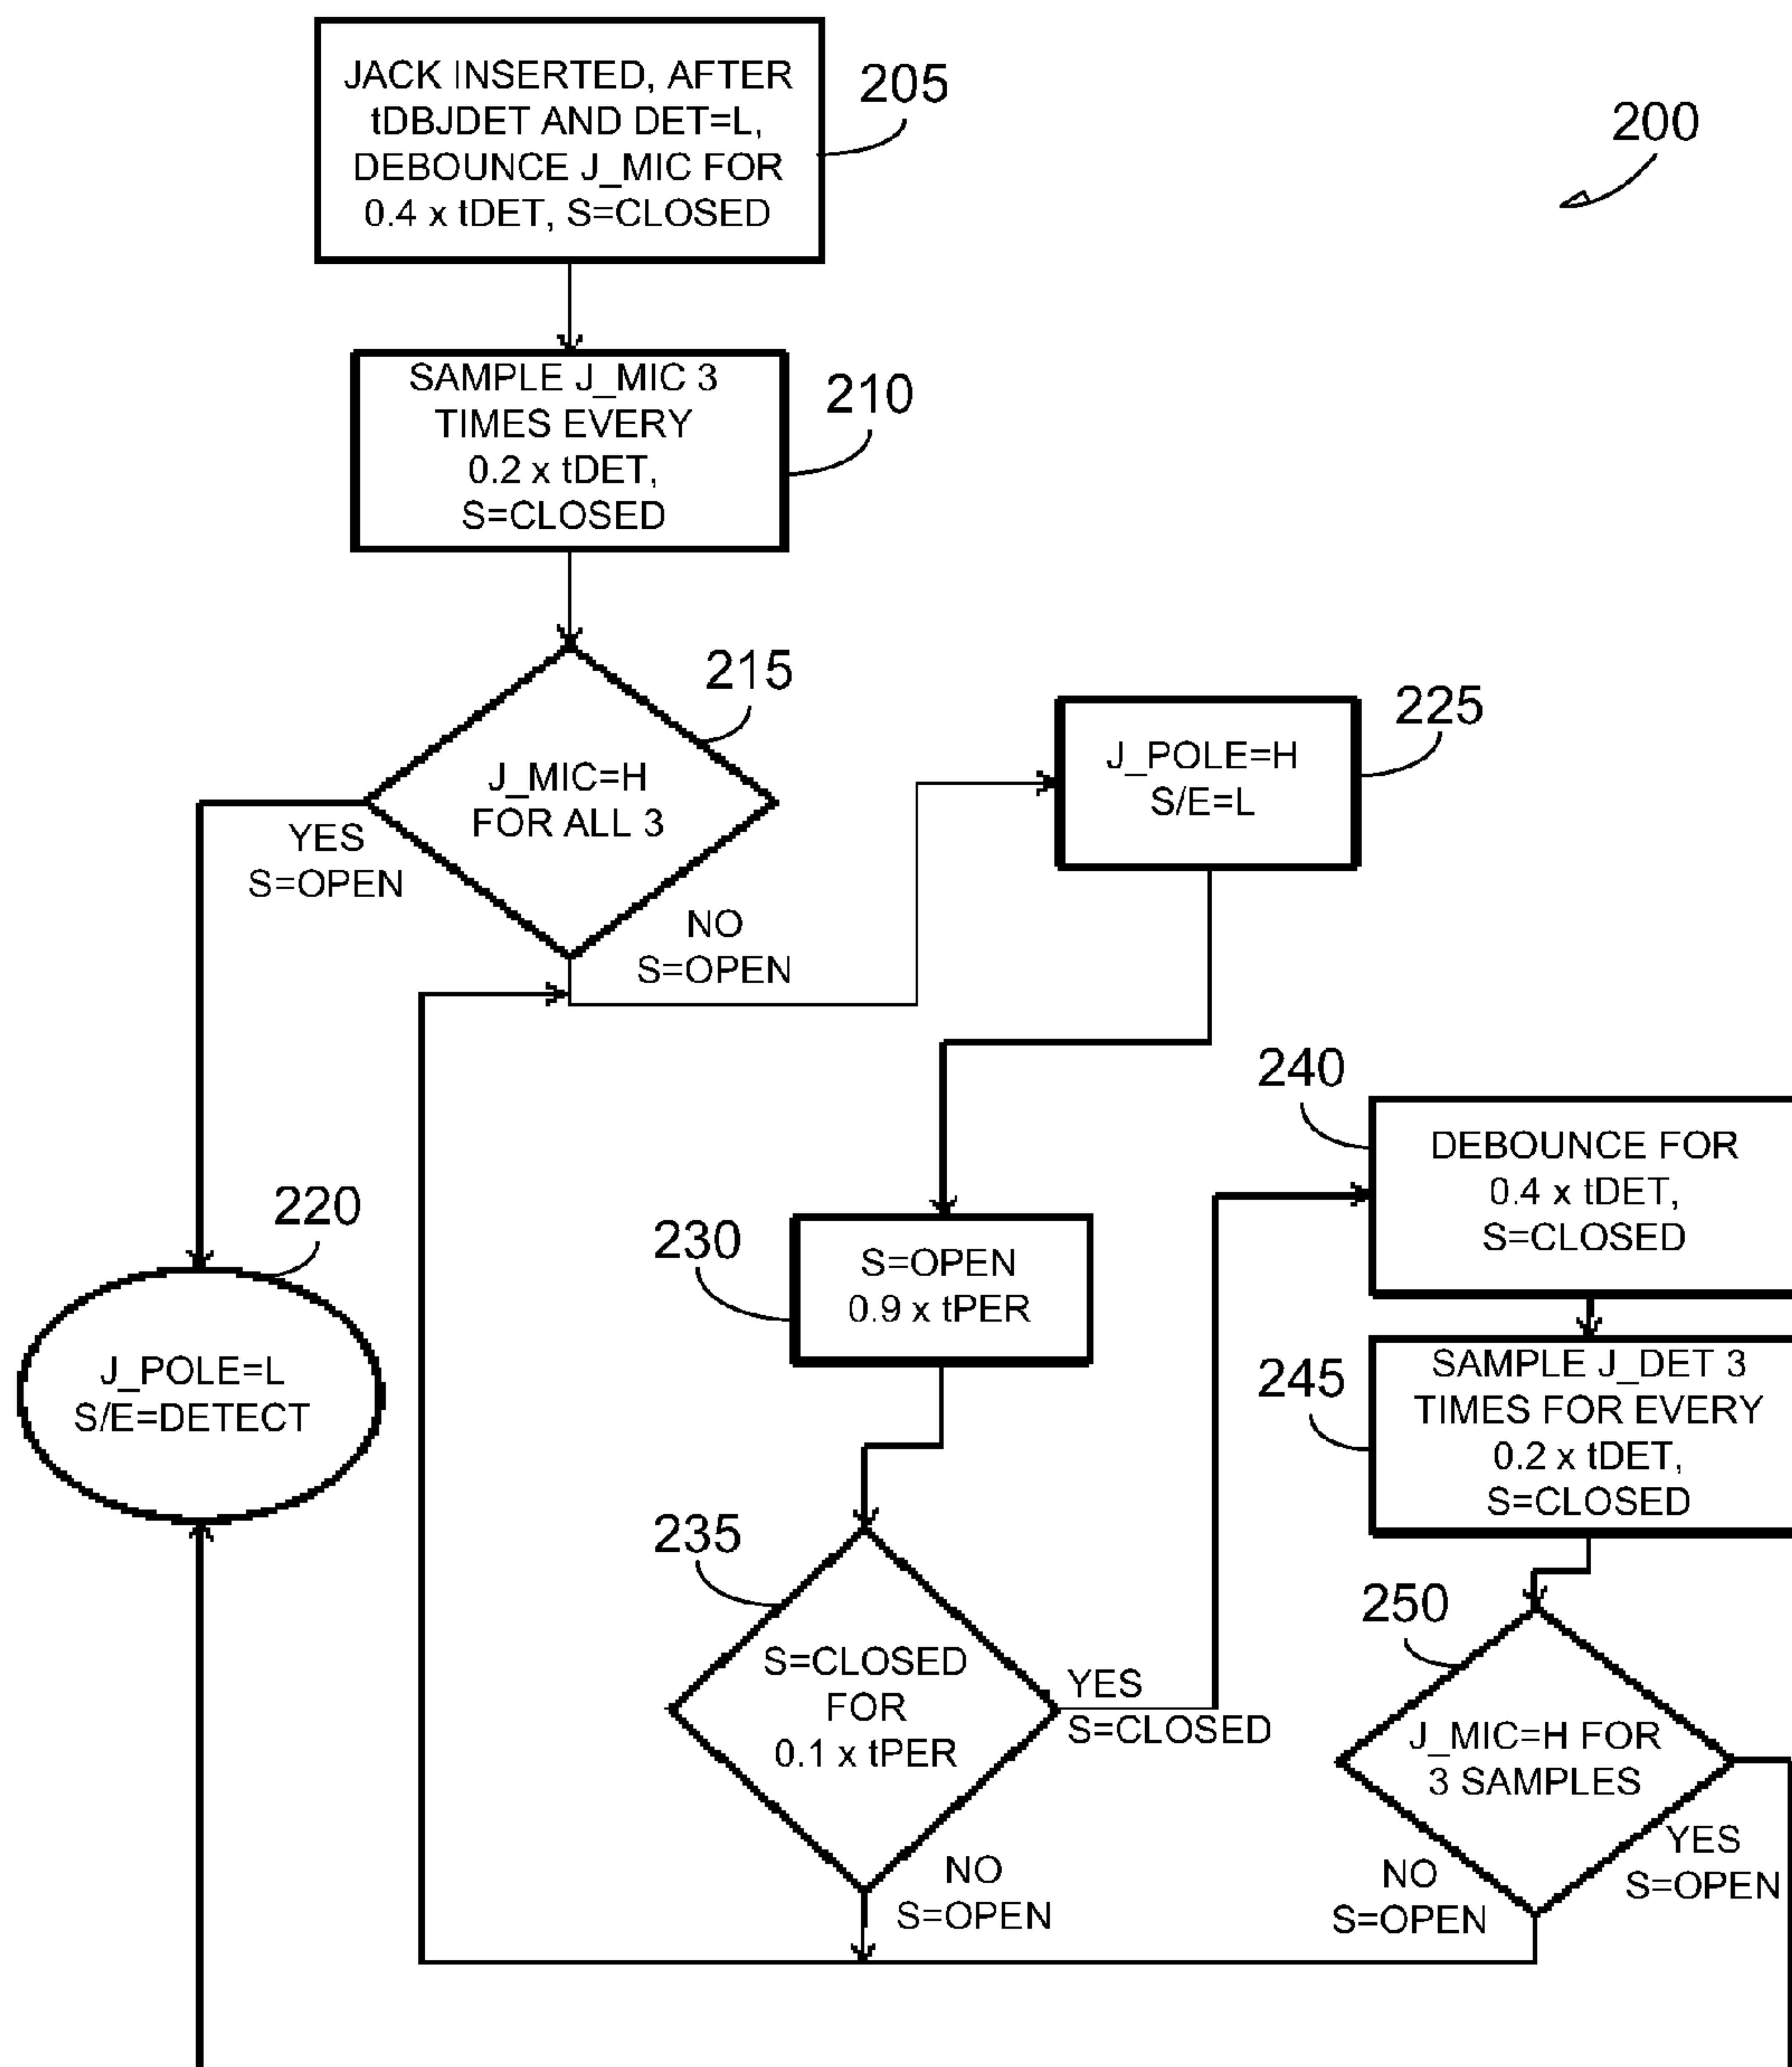 JACK INSERTED, AFTER
tDBJDET AND DET=L,
DEBOUNCE J_MIC FOR
0.4 x tDET, S=CLOSED
205
200
SAMPLE J_MIC 3
TIMES EVERY
0.2 x tDET,
S=CLOSED
210
215
J_MIC=H
FOR ALL 3
YES
S=OPEN
NO
S=OPEN
225
J_POLE=H
S/E=L
220
J_POLE=L
S/E=DETECT
230
S=OPEN
0.9 x tPER
240
DEBOUNCE FOR
0.4 x tDET,
S=CLOSED
245
SAMPLE J_DET 3
TIMES FOR EVERY
0.2 x tDET,
S=CLOSED
235
S=CLOSED
FOR
0.1 x tPER
YES
S=CLOSED
NO
S=OPEN
250
J_MIC=H FOR
3 SAMPLES
NO
S=OPEN
YES
S=OPEN